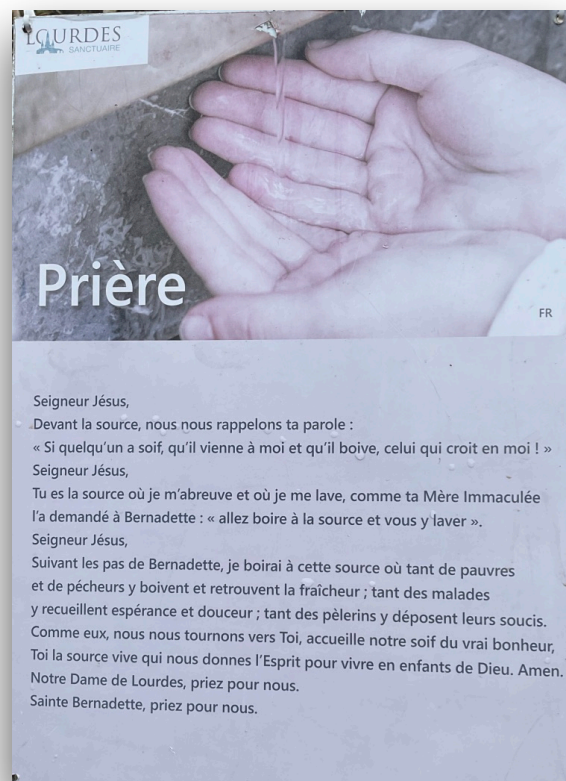 LOURDES
SANCTUAIRE
Prière
FR
Seigneur Jésus,
Devant la source, nous nous rappelons ta parole :
« Si quelqu'un a soif, qu'il vienne à moi et qu'il boive, celui qui croit en moi ! »
Seigneur Jésus,
Tu es la source où je m'abreuve et où je me lave, comme ta Mère Immaculée
l'a demandé à Bernadette : « allez boire à la source et vous y laver ».
Seigneur Jésus,
Suivant les pas de Bernadette, je boirai à cette source où tant de pauvres
et de pécheurs y boivent et retrouvent la fraîcheur ; tant des malades
y recueillent espérance et douceur ; tant des pèlerins y déposent leurs soucis.
Comme eux, nous nous tournons vers Toi, accueille notre soif du vrai bonheur,
Toi la source vive qui nous donnes l'Esprit pour vivre en enfants de Dieu. Amen.
Notre Dame de Lourdes, priez pour nous.
Sainte Bernadette, priez pour nous.